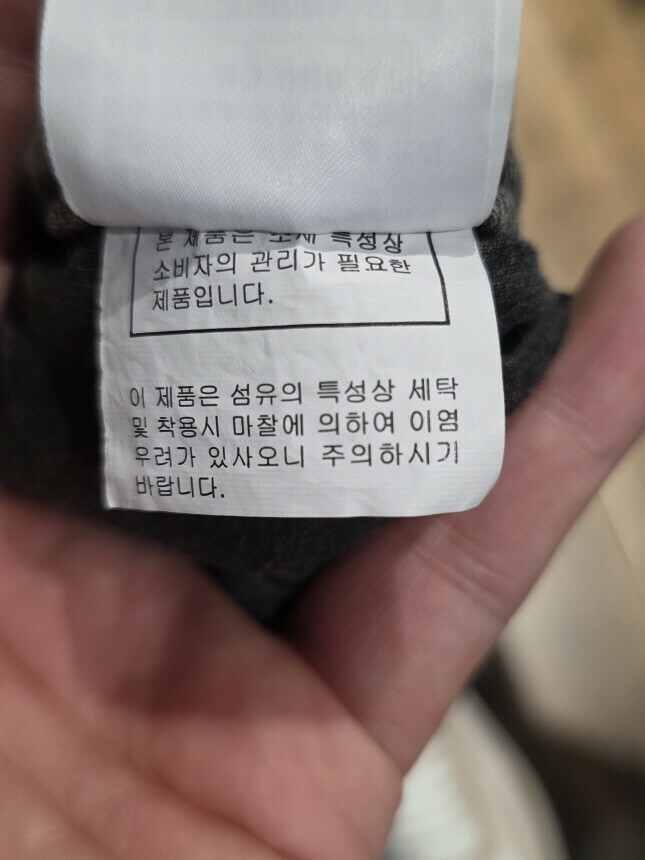 본 제품은 소재 특성상
소비자의 관리가 필요한
제품입니다.
이 제품은 섬유의 특성상 세탁
및 착용시 마찰에 의하여 이염
우려가 있사오니 주의하시기
바랍니다.